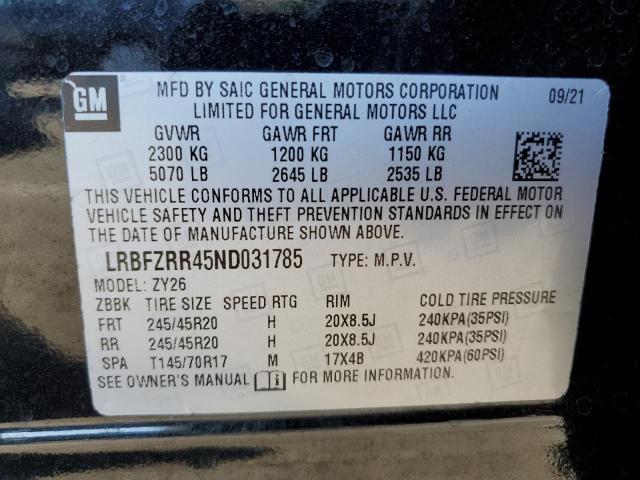 GM
MFD BY SAIC GENERAL MOTORS CORPORATION 09/21
LIMITED FOR GENERAL MOTORS LLC
GVWR GAWR FRT GAWR RR
2300 KG 1200 KG 1150 KG
5070 LB 2645 LB 2535 LB
THIS VEHICLE CONFORMS TO ALL APPLICABLE U.S. FEDERAL MOTOR
VEHICLE SAFETY AND THEFT PREVENTION STANDARDS IN EFFECT ON
THE DATE OF MANUFACTURE SHOWN ABOVE.
LRBFZRR45ND031785 TYPE: M.P.V.
MODEL: ZY26
ZBBK TIRE SIZE SPEED RTG RIM COLD TIRE PRESSURE
FRT 245/45R20 H 20X8.5J 240KPA(35PSI)
RR 245/45R20 H 20X8.5J 240KPA(35PSI)
SPA T145/70R17 M 17X4B 420KPA(60PSI)
SEE OWNER'S MANUAL i FOR MORE INFORMATION.